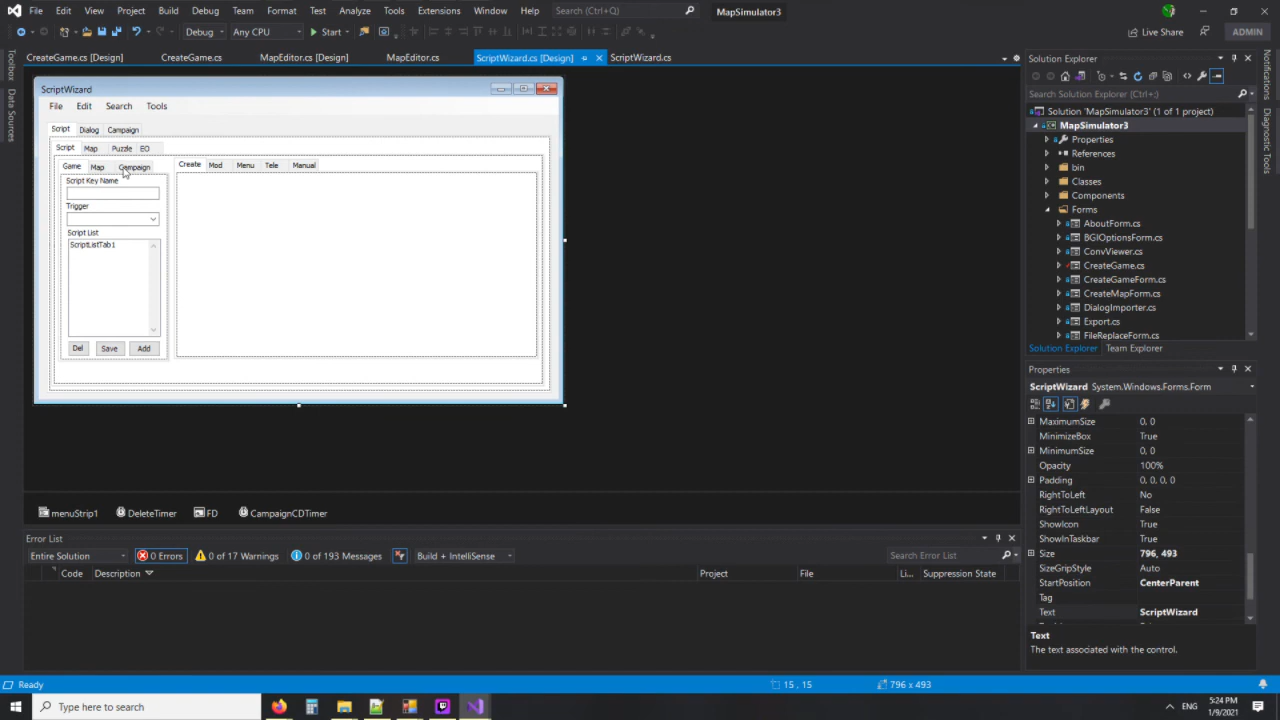 File Edit View Project Build Debug Team Format Test Analyze Tools Extensions Window Help Search (Ctrl+;) MapSimulator3
Debug Any CPU Start Live Share ADMIN
CreateGame.cs [Design] CreateGame.cs MapEditor.cs [Design] MapEditor.cs ScriptWizard.cs [Design] ScriptWizard.cs
Toolbox
Data Sources
ScriptWizard
File Edit Search Tools
Script Dialog Campaign
Script Map Puzzle EO
Game Map Campaign
Script Key Name
Trigger
Script List
ScriptListTab1
Del Save Add
Create Mod Menu Tele Manual
menuStrip1 DeleteTimer FD CampaignCDTimer
Error List
Entire Solution 0 Errors 0 of 17 Warnings 0 of 193 Messages Build + IntelliSense Search Error List
Code Description Project File Li... Suppression State
Solution Explorer
Search Solution Explorer (Ctrl+;)
Solution 'MapSimulator3' (1 of 1 project)
MapSimulator3
Properties
References
bin
Classes
Components
Forms
AboutForm.cs
BGIOptionsForm.cs
ConvViewer.cs
CreateGame.cs
CreateGameForm.cs
CreateMapForm.cs
DialogImporter.cs
Export.cs
FileReplaceForm.cs
Solution Explorer Team Explorer
Properties
ScriptWizard System.Windows.Forms.Form
MaximumSize 0, 0
MinimizeBox True
MinimumSize 0, 0
Opacity 100%
Padding 0, 0, 0, 0
RightToLeft No
RightToLeftLayout False
ShowIcon True
ShowInTaskbar True
Size 796, 493
SizeGripStyle Auto
StartPosition CenterParent
Tag
Text ScriptWizard
Text
The text associated with the control.
Notifications
Diagnostic Tools
Ready 15 , 15 796 x 493
Type here to search ENG 5:24 PM
1/9/2021